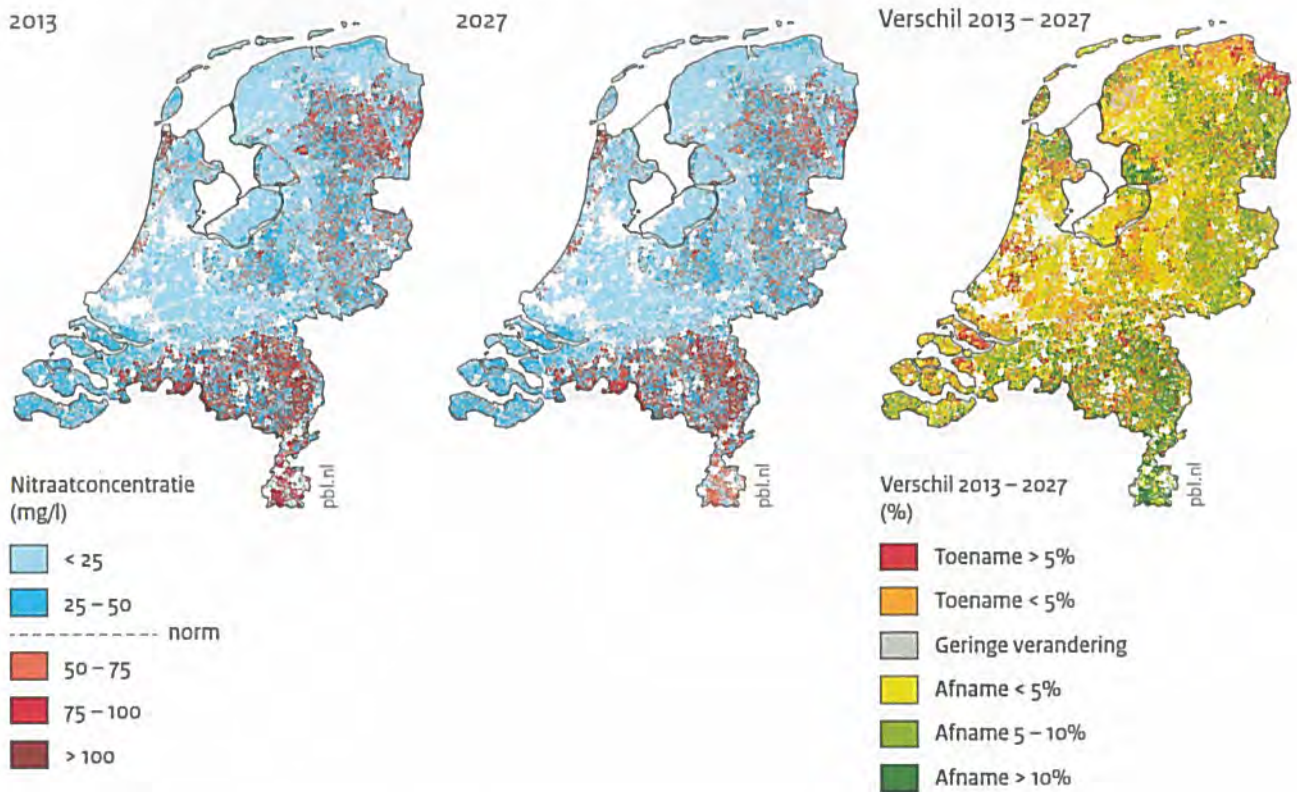 2013
2027
Verschil 2013 – 2027
pbl.nl
pbl.nl
pbl.nl
Nitraatconcentratie
(mg/l)
< 25
25 – 50
norm
50 – 75
75 – 100
> 100
Verschil 2013 – 2027
(%)
Toename > 5%
Toename < 5%
Geringe verandering
Afname < 5%
Afname 5 – 10%
Afname > 10%